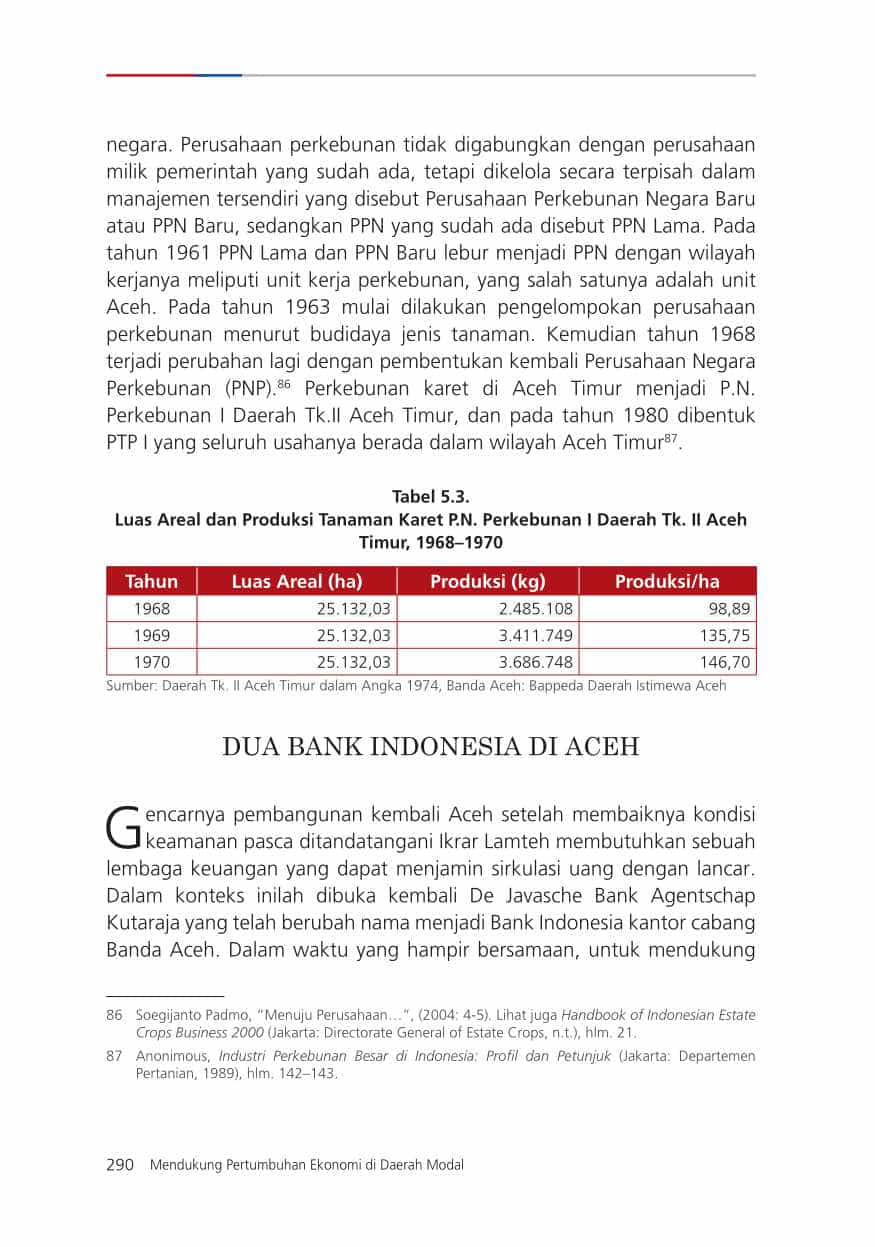 negara. Perusahaan perkebunan tidak digabungkan dengan perusahaan
milik pemerintah yang sudah ada, tetapi dikelola secara terpisah dalam
manajemen tersendiri yang disebut Perusahaan Perkebunan Negara Baru
atau PPN Baru, sedangkan PPN yang sudah ada disebut PPN Lama. Pada
tahun 1961 PPN Lama dan PPN Baru lebur menjadi PPN dengan wilayah
kerjanya meliputi unit kerja perkebunan, yang salah satunya adalah unit
Aceh. Pada tahun 1963 mulai dilakukan pengelompokan perusahaan
perkebunan menurut budidaya jenis tanaman. Kemudian tahun 1968
terjadi perubahan lagi dengan pembentukan kembali Perusahaan Negara
Perkebunan (PNP).86 Perkebunan karet di Aceh Timur menjadi P.N.
Perkebunan I Daerah Tk.II Aceh Timur, dan pada tahun 1980 dibentuk
PTP I yang seluruh usahanya berada dalam wilayah Aceh Timur87.
Tabel 5.3.
Luas Areal dan Produksi Tanaman Karet P.N. Perkebunan I Daerah Tk. II Aceh
Timur, 1968–1970
Tahun Luas Areal (ha) Produksi (kg) Produksi/ha
1968 25.132,03 2.485.108 98,89
1969 25.132,03 3.411.749 135,75
1970 25.132,03 3.686.748 146,70
Sumber: Daerah Tk. II Aceh Timur dalam Angka 1974, Banda Aceh: Bappeda Daerah Istimewa Aceh
DUA BANK INDONESIA DI ACEH
Gencarnya pembangunan kembali Aceh setelah membaiknya kondisi
keamanan pasca ditandatangani Ikrar Lamteh membutuhkan sebuah
lembaga keuangan yang dapat menjamin sirkulasi uang dengan lancar.
Dalam konteks inilah dibuka kembali De Javasche Bank Agentschap
Kutaraja yang telah berubah nama menjadi Bank Indonesia kantor cabang
Banda Aceh. Dalam waktu yang hampir bersamaan, untuk mendukung
86 Soegijanto Padmo, “Menuju Perusahaan…”, (2004: 4-5). Lihat juga Handbook of Indonesian Estate
Crops Business 2000 (Jakarta: Directorate General of Estate Crops, n.t.), hlm. 21.
87 Anonimous, Industri Perkebunan Besar di Indonesia: Profil dan Petunjuk (Jakarta: Departemen
Pertanian, 1989), hlm. 142–143.
290 Mendukung Pertumbuhan Ekonomi di Daerah Modal